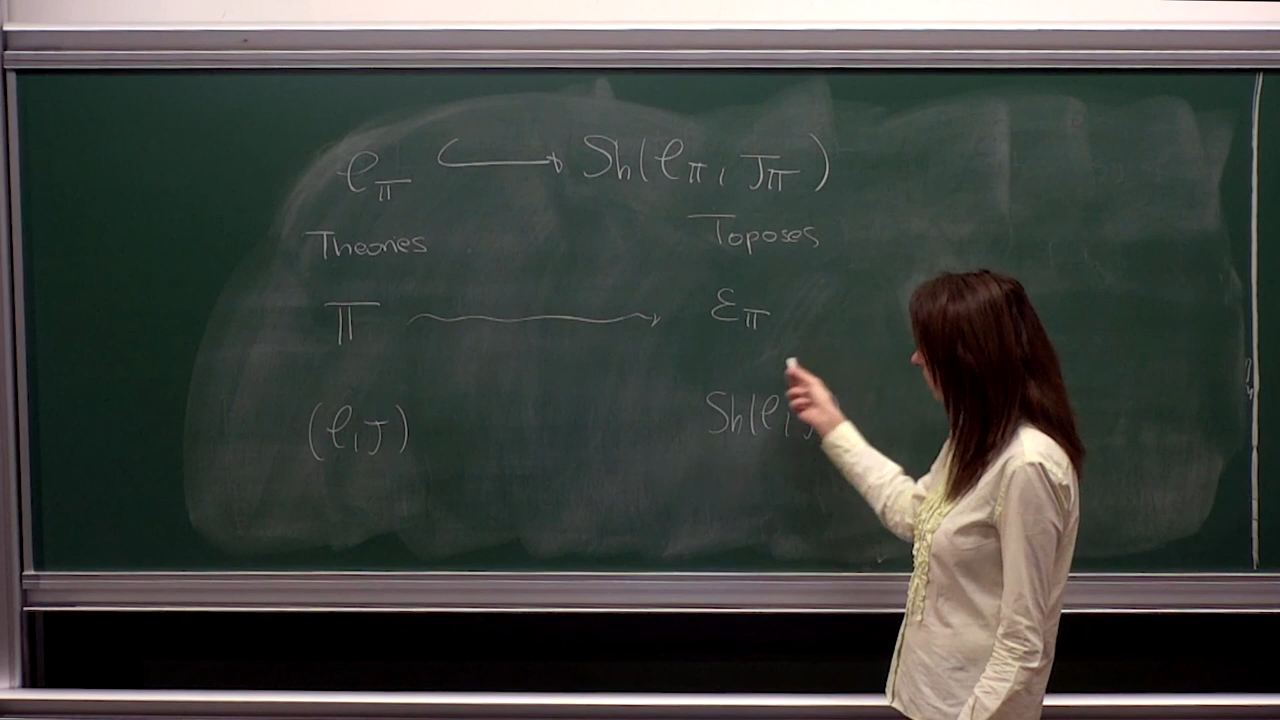 𝒞_𝕋 ↪ Sh(𝒞_𝕋, J_𝕋)
Theories Toposes
𝕋 ⇝ ℰ_𝕋
(𝒞, J) Sh(𝒞, J